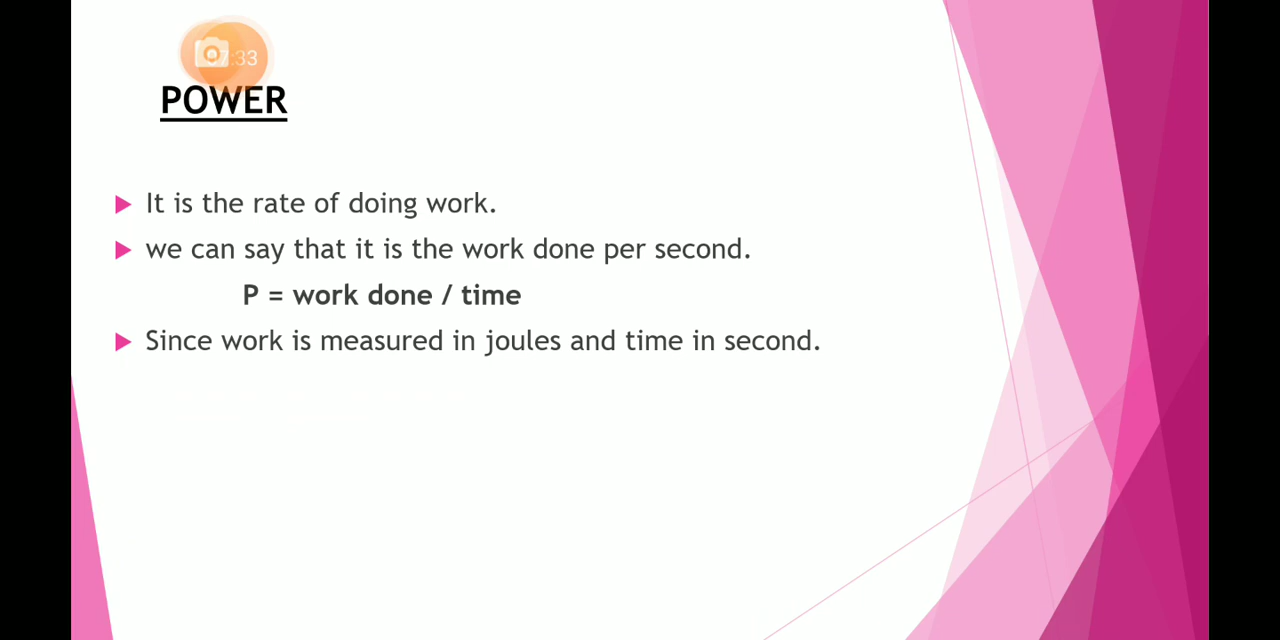 POWER
It is the rate of doing work.
we can say that it is the work done per second.
P = work done / time
Since work is measured in joules and time in second.